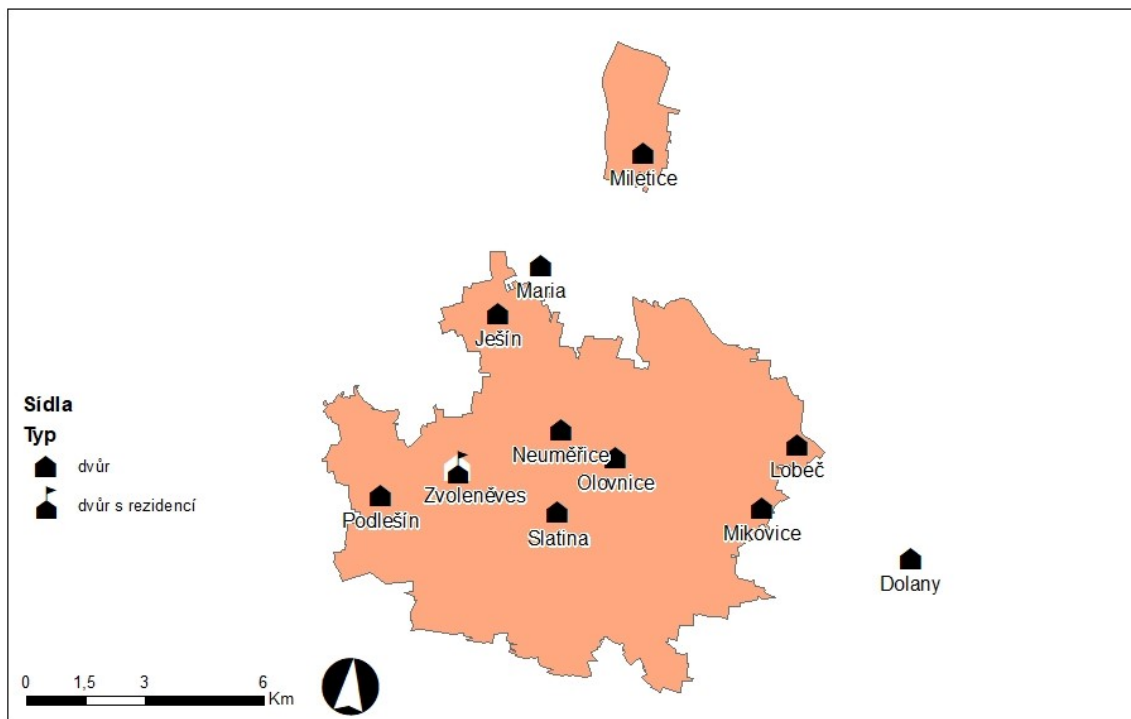 Miletice
Maria
Ješín
Neuměřice
Olovnice
Lobeč
Zvoleněves
Podlešín
Slatina
Mikovice
Dolany
Sídla
Typ
dvůr
dvůr s rezidencí
0 1,5 3 6
Km